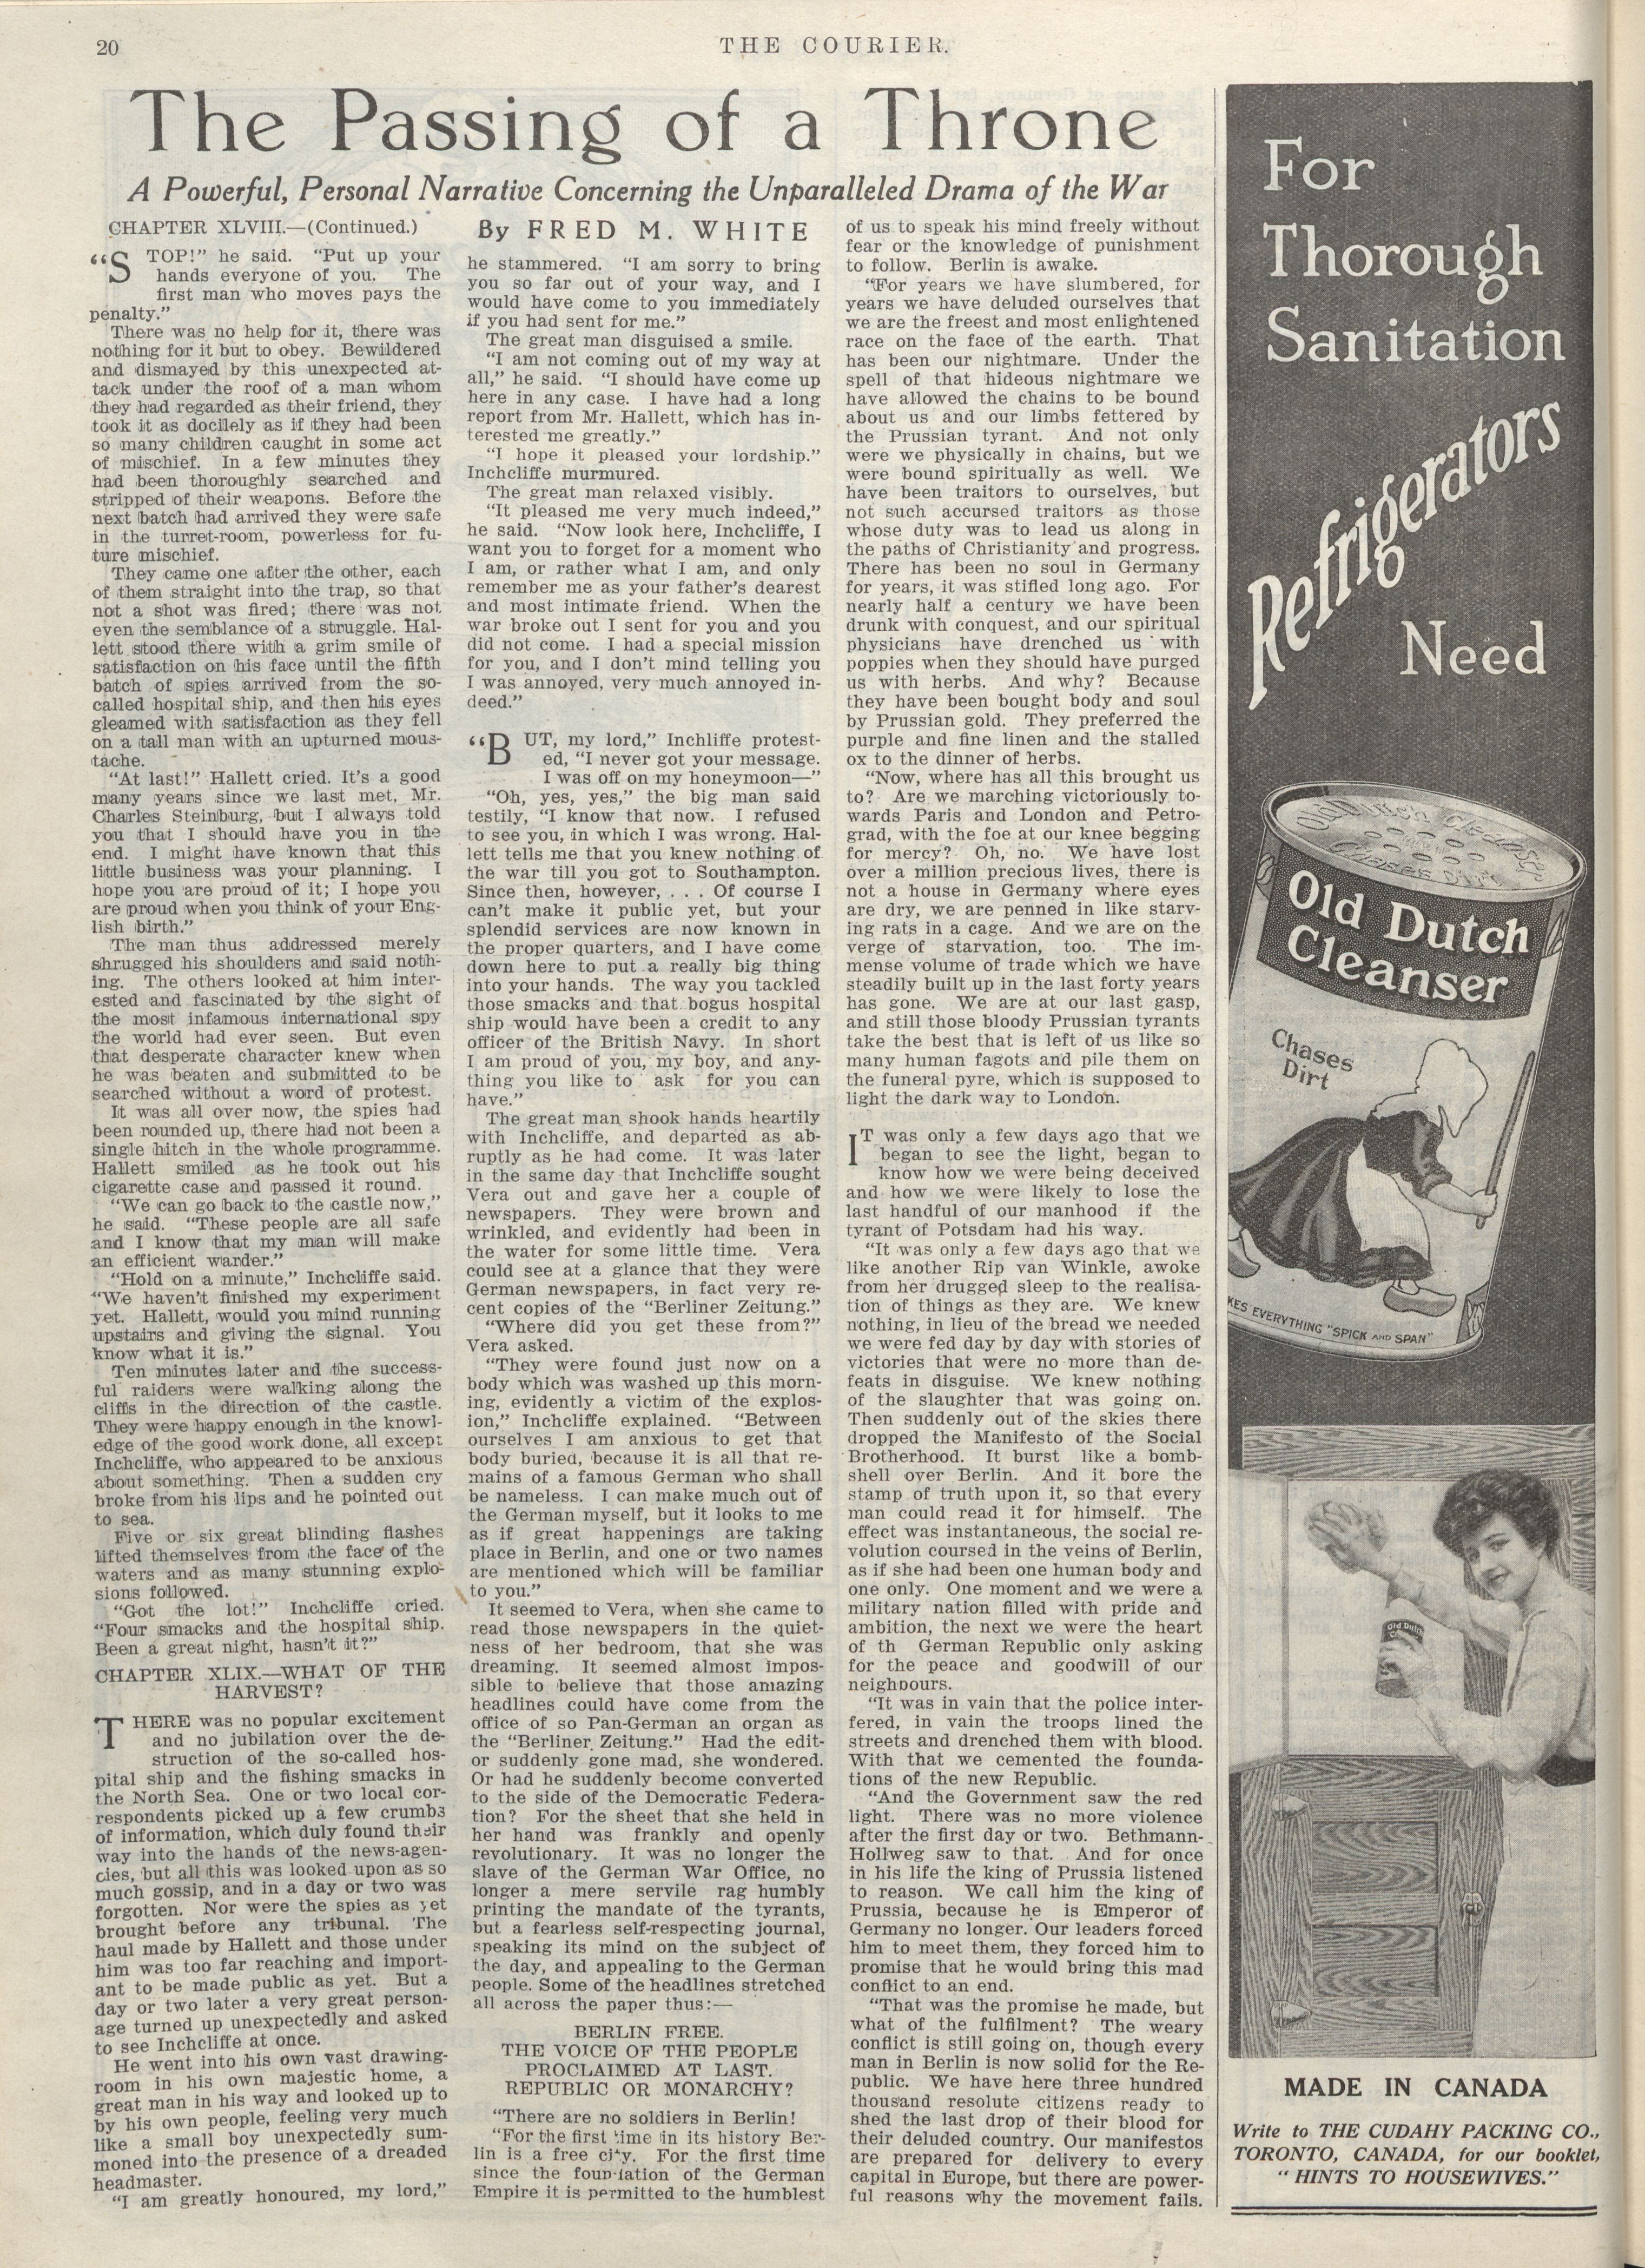 20
THE COURIER.
The Passing of a Throne
A Powerful, Personal Narrative Concerning the Unparalleled Drama of the War
CHAPTER XLVIII.—(Continued.)
"STOP!" he said. "Put up your
hands everyone of you. The
first man who moves pays the
penalty."
There was no help for it, there was
nothing for it but to obey. Bewildered
and dismayed by this unexpected at-
tack under the roof of a man whom
they had regarded as their friend, they
took it as docilely as if they had been
so many children caught in some act
of mischief. In a few minutes they
had been thoroughly searched and
stripped of their weapons. Before the
next batch had arrived they were safe
in the turret-room, powerless for fu-
ture mischief.
They came one after the other, each
of them straight into the trap, so that
not a shot was fired; there was not
even the semblance of a struggle. Hal-
lett stood there with a grim smile of
satisfaction on his face until the fifth
batch of spies arrived from the so-
called hospital ship, and then his eyes
gleamed with satisfaction as they fell
on a tall man with an upturned mous-
tache.
"At last!" Hallett cried. It's a good
many years since we last met, Mr.
Charles Steinburg, but I always told
you that I should have you in the
end. I might have known that this
little business was your planning. I
hope you are proud of it; I hope you
are proud when you think of your Eng-
lish birth."
The man thus addressed merely
shrugged his shoulders and said noth-
ing. The others looked at him inter-
ested and fascinated by the sight of
the most infamous international spy
the world had ever seen. But even
that desperate character knew when
he was beaten and submitted to be
searched without a word of protest.
It was all over now, the spies had
been rounded up, there had not been a
single hitch in the whole programme.
Hallett smiled as he took out his
cigarette case and passed it round.
"We can go back to the castle now,"
he said. "These people are all safe
and I know that my man will make
an efficient warder."
"Hold on a minute," Inchcliffe said.
"We haven't finished my experiment
yet. Hallett, would you mind running
upstairs and giving the signal. You
know what it is."
Ten minutes later and the success-
ful raiders were walking along the
cliffs in the direction of the castle.
They were happy enough in the knowl-
edge of the good work done, all except
Inchcliffe, who appeared to be anxious
about something. Then a sudden cry
broke from his lips and he pointed out
to sea.
Five or six great blinding flashes
lifted themselves from the face of the
waters and as many stunning explo-
sions followed.
"Got the lot!" Inchcliffe cried.
"Four smacks and the hospital ship.
Been a great night, hasn't it?"
CHAPTER XLIX.—WHAT OF THE
HARVEST?
THERE was no popular excitement
and no jubilation over the de-
struction of the so-called hos-
pital ship and the fishing smacks in
the North Sea. One or two local cor-
respondents picked up a few crumbs
of information, which duly found their
way into the hands of the news-agen-
cies, but all this was looked upon as so
much gossip, and in a day or two was
forgotten. Nor were the spies as yet
brought before any tribunal. The
haul made by Hallett and those under
him was too far reaching and import-
ant to be made public as yet. But a
day or two later a very great person-
age turned up unexpectedly and asked
to see Inchcliffe at once.
He went into his own vast drawing-
room in his own majestic home, a
great man in his way and looked up to
by his own people, feeling very much
like a small boy unexpectedly sum-
moned into the presence of a dreaded
headmaster.
"I am greatly honoured, my lord,"
By FRED M. WHITE
he stammered. "I am sorry to bring
you so far out of your way, and I
would have come to you immediately
if you had sent for me."
The great man disguised a smile.
"I am not coming out of my way at
all," he said. "I should have come up
here in any case. I have had a long
report from Mr. Hallett, which has in-
terested me greatly."
"I hope it pleased your lordship."
Inchcliffe murmured.
The great man relaxed visibly.
"It pleased me very much indeed,"
he said. "Now look here, Inchcliffe, I
want you to forget for a moment who
I am, or rather what I am, and only
remember me as your father's dearest
and most intimate friend. When the
war broke out I sent for you and you
did not come. I had a special mission
for you, and I don't mind telling you
I was annoyed, very much annoyed in-
deed."
"BUT, my lord," Inchliffe protest-
ed, "I never got your message.
I was off on my honeymoon—"
"Oh, yes, yes," the big man said
testily, "I know that now. I refused
to see you, in which I was wrong. Hal-
lett tells me that you knew nothing of
the war till you got to Southampton.
Since then, however, . . . Of course I
can't make it public yet, but your
splendid services are now known in
the proper quarters, and I have come
down here to put a really big thing
into your hands. The way you tackled
those smacks and that bogus hospital
ship would have been a credit to any
officer of the British Navy. In short
I am proud of you, my boy, and any-
thing you like to ask for you can
have."
The great man shook hands heartily
with Inchcliffe, and departed as ab-
ruptly as he had come. It was later
in the same day that Inchcliffe sought
Vera out and gave her a couple of
newspapers. They were brown and
wrinkled, and evidently had been in
the water for some little time. Vera
could see at a glance that they were
German newspapers, in fact very re-
cent copies of the "Berliner Zeitung."
"Where did you get these from?"
Vera asked.
"They were found just now on a
body which was washed up this morn-
ing, evidently a victim of the explos-
ion," Inchcliffe explained. "Between
ourselves I am anxious to get that
body buried, because it is all that re-
mains of a famous German who shall
be nameless. I can make much out of
the German myself, but it looks to me
as if great happenings are taking
place in Berlin, and one or two names
are mentioned which will be familiar
to you."
It seemed to Vera, when she came to
read those newspapers in the quiet-
ness of her bedroom, that she was
dreaming. It seemed almost impos-
sible to believe that those amazing
headlines could have come from the
office of so Pan-German an organ as
the "Berliner Zeitung." Had the edit-
or suddenly gone mad, she wondered.
Or had he suddenly become converted
to the side of the Democratic Federa-
tion? For the sheet that she held in
her hand was frankly and openly
revolutionary. It was no longer the
slave of the German War Office, no
longer a mere servile rag humbly
printing the mandate of the tyrants,
but a fearless self-respecting journal,
speaking its mind on the subject of
the day, and appealing to the German
people. Some of the headlines stretched
all across the paper thus:—
BERLIN FREE.
THE VOICE OF THE PEOPLE
PROCLAIMED AT LAST.
REPUBLIC OR MONARCHY?
"There are no soldiers in Berlin!
"For the first time in its history Ber-
lin is a free city. For the first time
since the foundation of the German
Empire it is permitted to the humblest
of us to speak his mind freely without
fear or the knowledge of punishment
to follow. Berlin is awake.
"For years we have slumbered, for
years we have deluded ourselves that
we are the freest and most enlightened
race on the face of the earth. That
has been our nightmare. Under the
spell of that hideous nightmare we
have allowed the chains to be bound
about us and our limbs fettered by
the Prussian tyrant. And not only
were we physically in chains, but we
were bound spiritually as well. We
have been traitors to ourselves, but
not such accursed traitors as those
whose duty was to lead us along in
the paths of Christianity and progress.
There has been no soul in Germany
for years, it was stifled long ago. For
nearly half a century we have been
drunk with conquest, and our spiritual
physicians have drenched us with
poppies when they should have purged
us with herbs. And why? Because
they have been bought body and soul
by Prussian gold. They preferred the
purple and fine linen and the stalled
ox to the dinner of herbs.
"Now, where has all this brought us
to? Are we marching victoriously to-
wards Paris and London and Petro-
grad, with the foe at our knee begging
for mercy? Oh, no. We have lost
over a million precious lives, there is
not a house in Germany where eyes
are dry, we are penned in like starv-
ing rats in a cage. And we are on the
verge of starvation, too. The im-
mense volume of trade which we have
steadily built up in the last forty years
has gone. We are at our last gasp,
and still those bloody Prussian tyrants
take the best that is left of us like so
many human fagots and pile them on
the funeral pyre, which is supposed to
light the dark way to London.
IT was only a few days ago that we
began to see the light, began to
know how we were being deceived
and how we were likely to lose the
last handful of our manhood if the
tyrant of Potsdam had his way.
"It was only a few days ago that we
like another Rip van Winkle, awoke
from her drugged sleep to the realisa-
tion of things as they are. We knew
nothing, in lieu of the bread we needed
we were fed day by day with stories of
victories that were no more than de-
feats in disguise. We knew nothing
of the slaughter that was going on.
Then suddenly out of the skies there
dropped the Manifesto of the Social
Brotherhood. It burst like a bomb-
shell over Berlin. And it bore the
stamp of truth upon it, so that every
man could read it for himself. The
effect was instantaneous, the social re-
volution coursed in the veins of Berlin,
as if she had been one human body and
one only. One moment and we were a
military nation filled with pride and
ambition, the next we were the heart
of th German Republic only asking
for the peace and goodwill of our
neighbours.
"It was in vain that the police inter-
fered, in vain the troops lined the
streets and drenched them with blood.
With that we cemented the founda-
tions of the new Republic.
"And the Government saw the red
light. There was no more violence
after the first day or two. Bethmann-
Hollweg saw to that. And for once
in his life the king of Prussia listened
to reason. We call him the king of
Prussia, because he is Emperor of
Germany no longer. Our leaders forced
him to meet them, they forced him to
promise that he would bring this mad
conflict to an end.
"That was the promise he made, but
what of the fulfilment? The weary
conflict is still going on, though every
man in Berlin is now solid for the Re-
public. We have here three hundred
thousand resolute citizens ready to
shed the last drop of their blood for
their deluded country. Our manifestos
are prepared for delivery to every
capital in Europe, but there are power-
ful reasons why the movement fails.
For
Thorough
Sanitation
Refrigerators
Need
Old Dutch Cleanser
Chases Dirt
Old Dutch
Cleanser
Chases
Dirt
KES EVERYTHING "SPICK AND SPAN"
Old Dutch
MADE IN CANADA
Write to THE CUDAHY PACKING CO.,
TORONTO, CANADA, for our booklet,
"HINTS TO HOUSEWIVES."